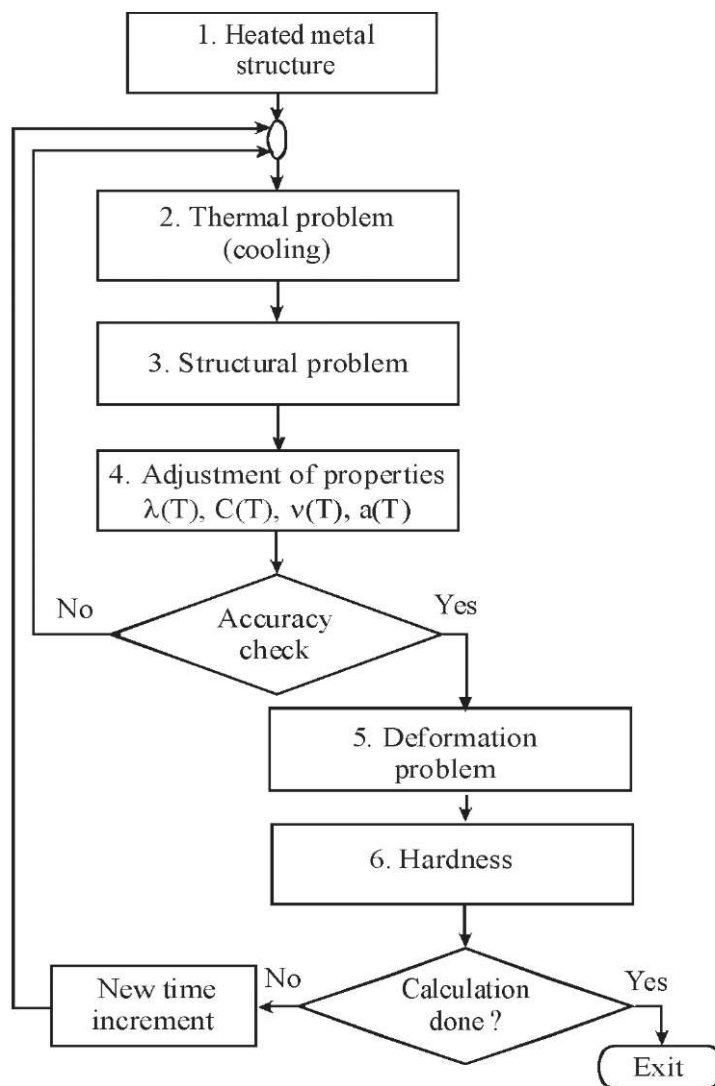 1. Heated metal
structure
2. Thermal problem
(cooling)
3. Structural problem
4. Adjustment of properties
λ(T), C(T), ν(T), a(T)
No
Yes
Accuracy
check
5. Deformation
problem
6. Hardness
New time
increment
No
Calculation
done ?
Yes
Exit